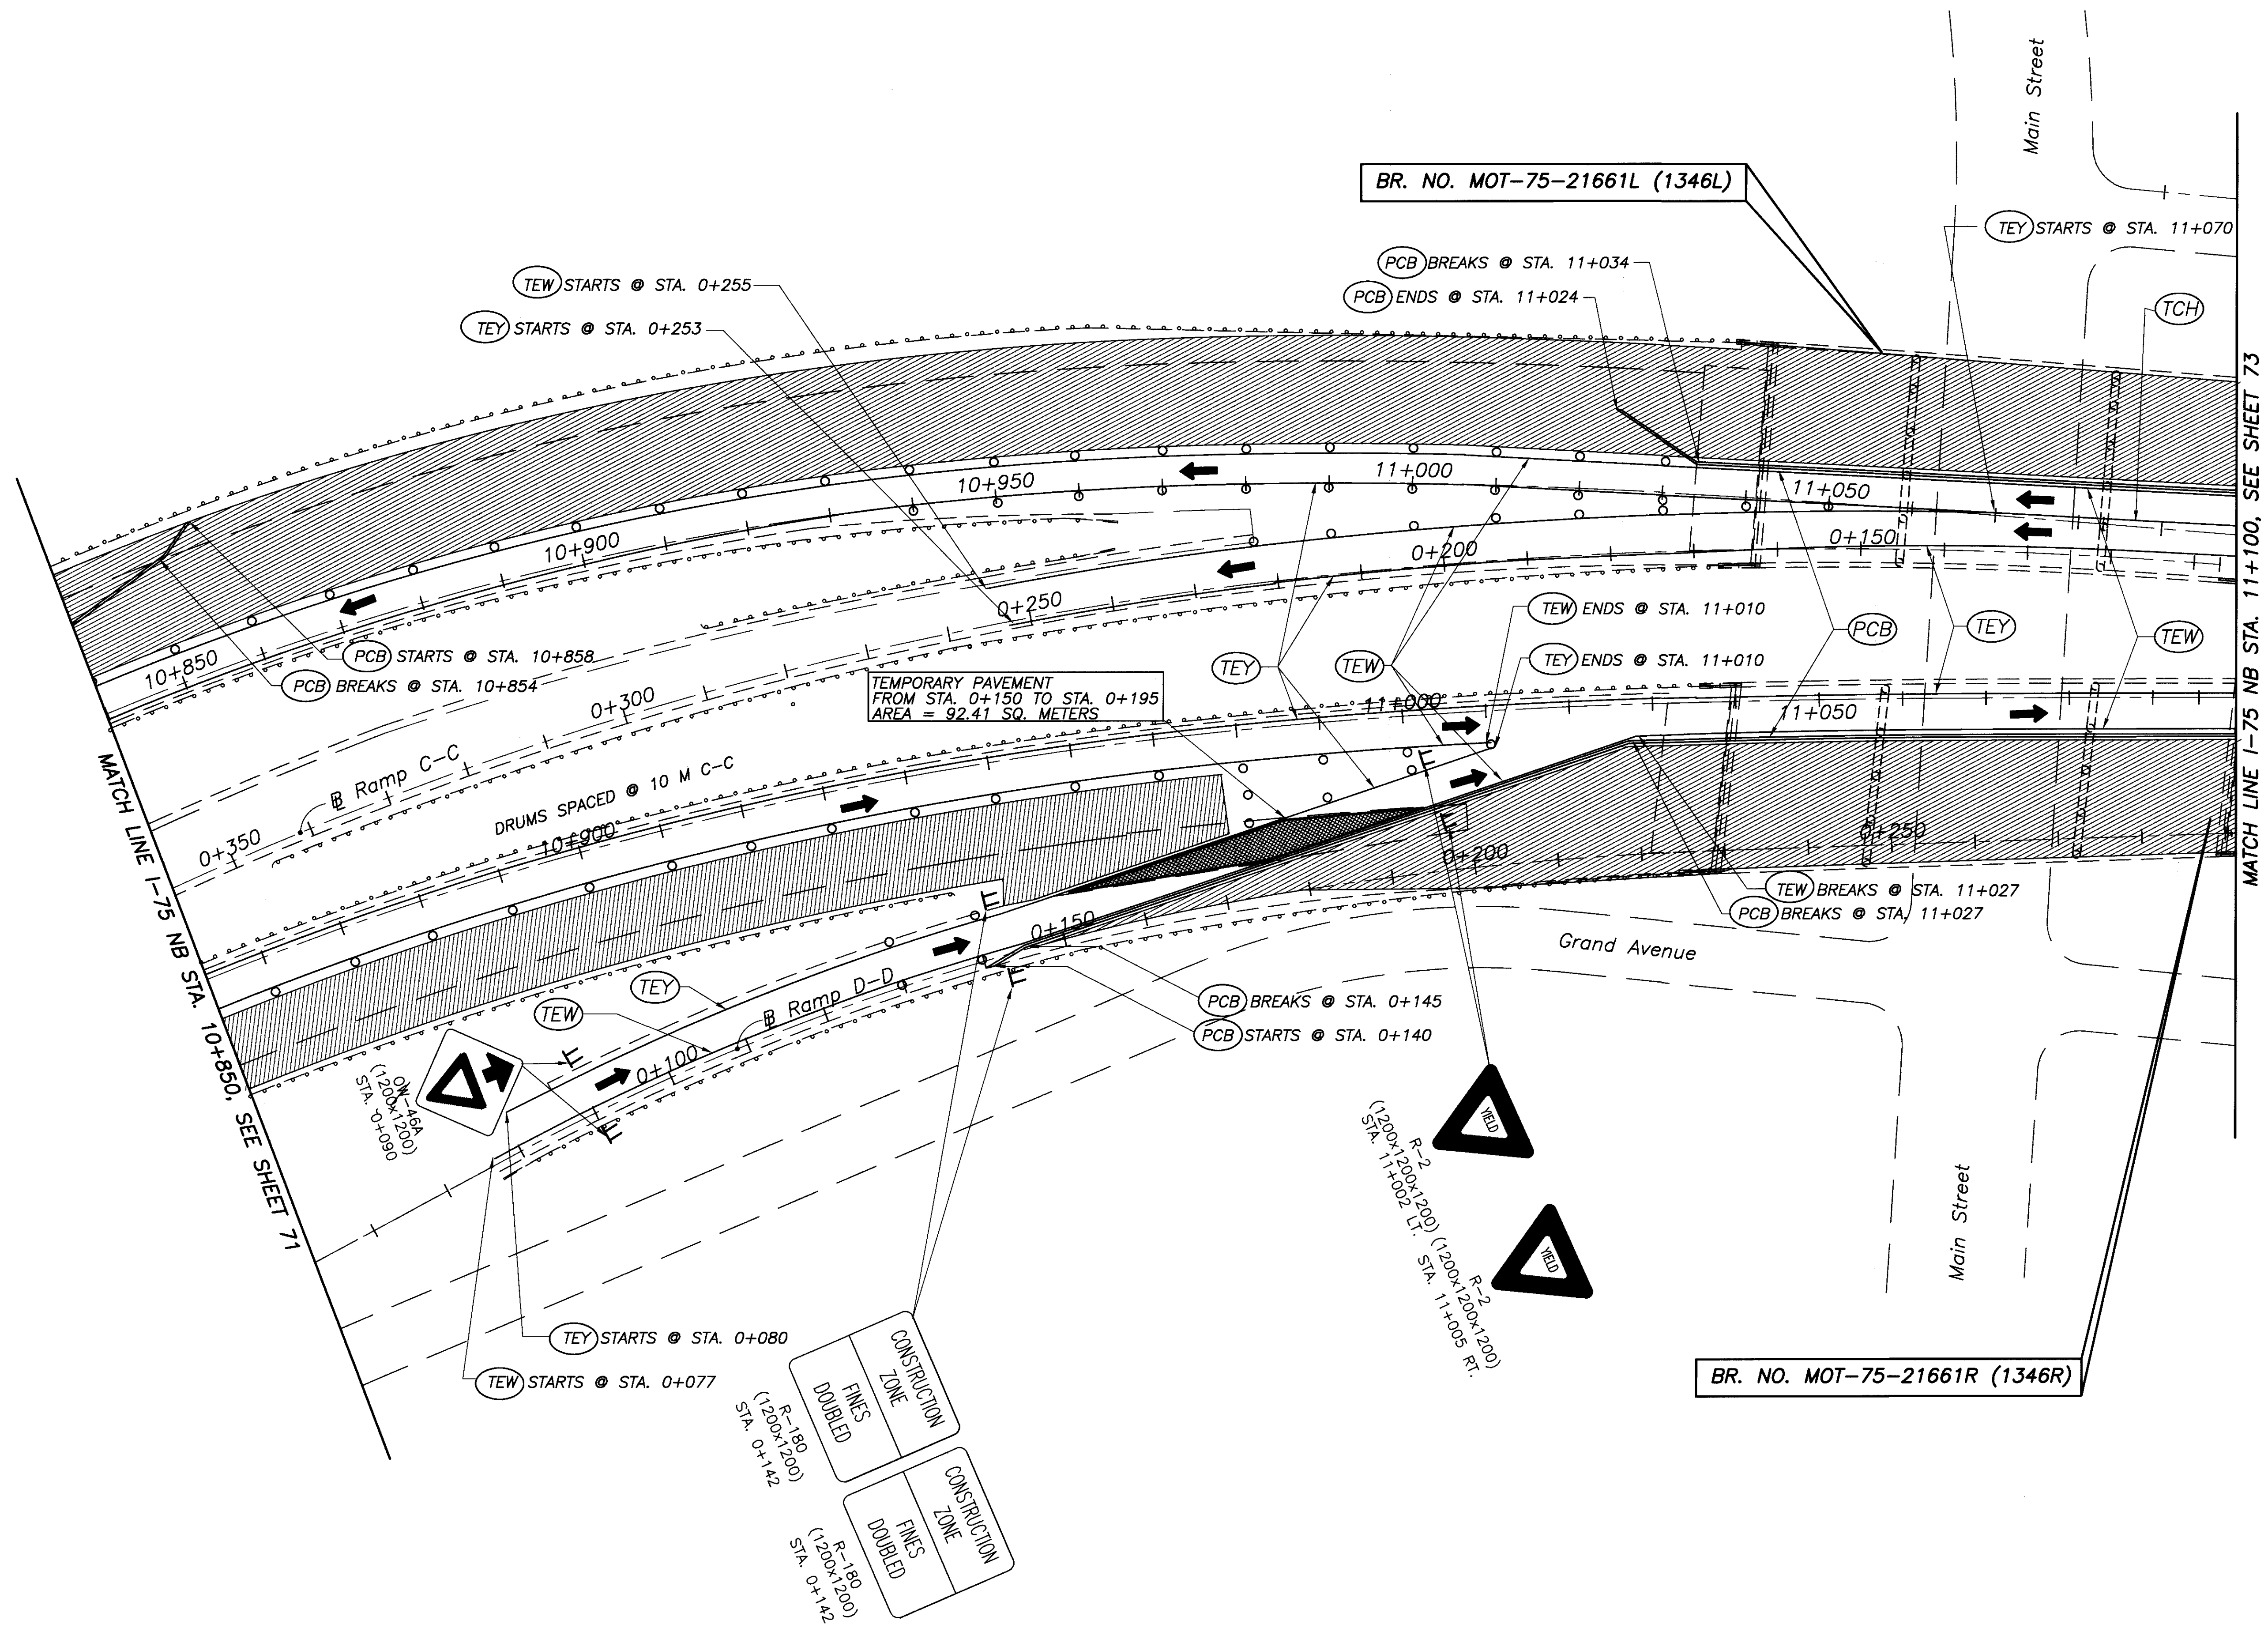 Main Street
BR. NO. MOT-75-21661L (1346L)
TEY STARTS @ STA. 11+070
PCB BREAKS @ STA. 11+034
PCB ENDS @ STA. 11+024
TCH
TEW STARTS @ STA. 0+255
TEY STARTS @ STA. 0+253
MATCH LINE I-75 NB STA. 11+100, SEE SHEET 73
10+950
11+000
11+050
10+900
0+200
0+150
0+250
10+850
PCB STARTS @ STA. 10+858
PCB BREAKS @ STA. 10+854
TEW ENDS @ STA. 11+010
TEY ENDS @ STA. 11+010
PCB
TEY
TEW
TEY
TEW
TEMPORARY PAVEMENT
FROM STA. 0+150 TO STA. 0+195
AREA = 92.41 SQ. METERS
0+300
11+000
11+050
MATCH LINE I-75 NB STA. 10+850, SEE SHEET 71
℄ Ramp C-C
DRUMS SPACED @ 10 M C-C
0+350
10+900
0+250
0+200
TEW BREAKS @ STA. 11+027
PCB BREAKS @ STA. 11+027
0+150
Grand Avenue
TEY
TEW
℄ Ramp D-D
PCB BREAKS @ STA. 0+145
PCB STARTS @ STA. 0+140
0+100
OW-46A
(1200x1200)
STA. 0+090
YIELD
R-2
(1200x1200x1200)
STA. 11+002 LT.
YIELD
R-2
(1200x1200x1200)
STA. 11+005 RT.
Main Street
TEY STARTS @ STA. 0+080
TEW STARTS @ STA. 0+077
CONSTRUCTION
ZONE
FINES
DOUBLED
R-180
(1200x1200)
STA. 0+142
CONSTRUCTION
ZONE
FINES
DOUBLED
R-180
(1200x1200)
STA. 0+142
BR. NO. MOT-75-21661R (1346R)